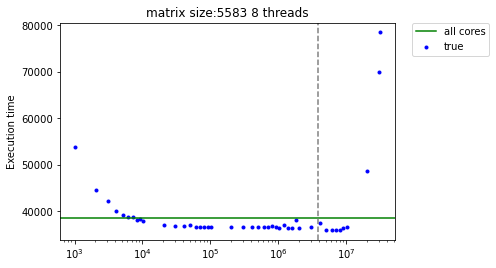 matrix size:5583 8 threads
all cores
true
Execution time
80000
70000
60000
50000
40000
10³
10⁴
10⁵
10⁶
10⁷